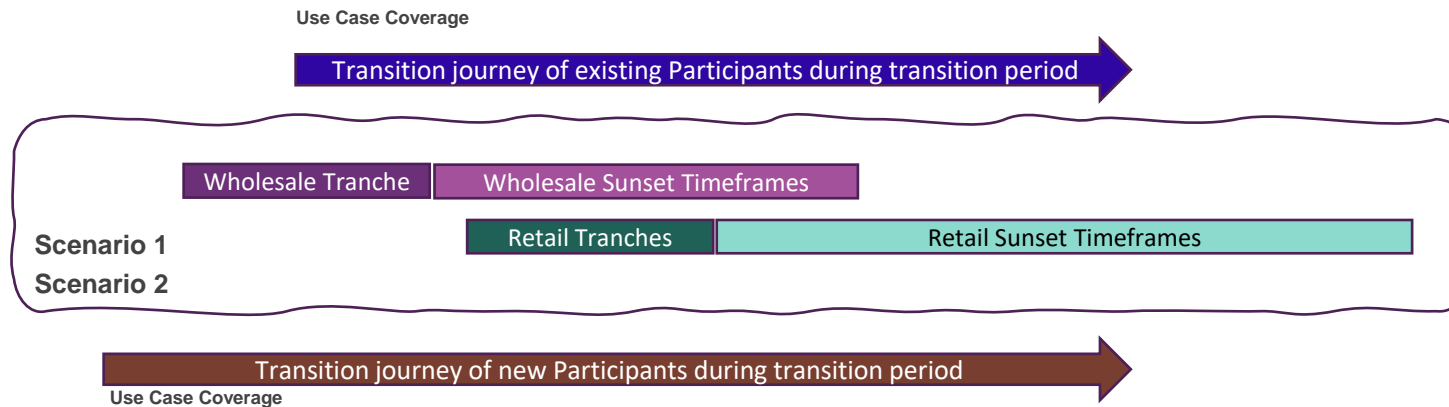 Use Case Coverage
Transition journey of existing Participants during transition period
Wholesale Tranche
Wholesale Sunset Timeframes
Retail Tranches
Retail Sunset Timeframes
Scenario 1
Scenario 2
Transition journey of new Participants during transition period
Use Case Coverage